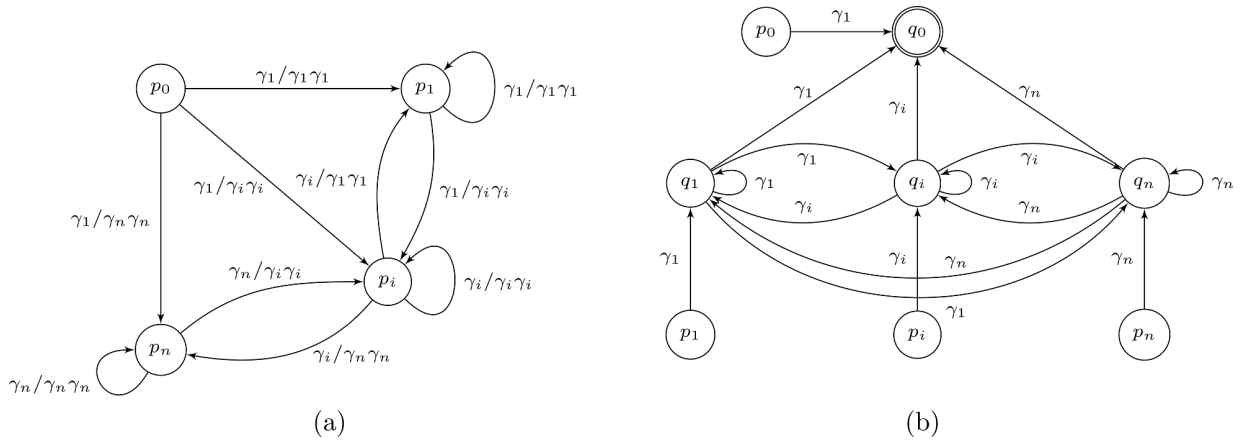 p₀
γ₁/γ₁γ₁
p₁
γ₁/γ₁γ₁
γ₁/γᵢγᵢ
γᵢ/γ₁γ₁
γ₁/γᵢγᵢ
γ₁/γₙγₙ
γₙ/γᵢγᵢ
pᵢ
γᵢ/γᵢγᵢ
pₙ
γᵢ/γₙγₙ
γₙ/γₙγₙ
(a)
p₀
γ₁
q₀
γ₁
γᵢ
γₙ
γ₁
γᵢ
q₁
γ₁
qᵢ
γᵢ
qₙ
γₙ
γᵢ
γₙ
γ₁
γᵢ
γₙ
γₙ
γ₁
p₁
pᵢ
pₙ
(b)